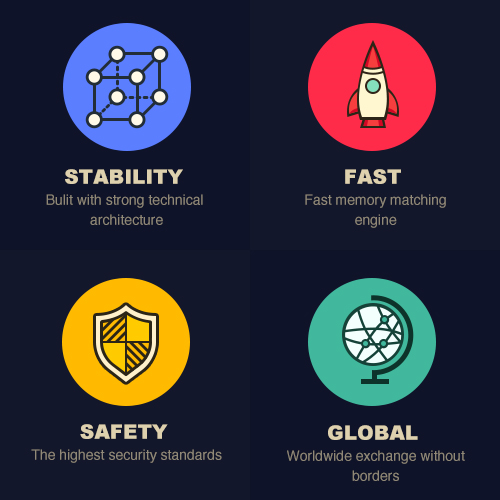 STABILITY
Bulit with strong technical
architecture
FAST
Fast memory matching
engine
SAFETY
The highest security standards
GLOBAL
Worldwide exchange without
borders